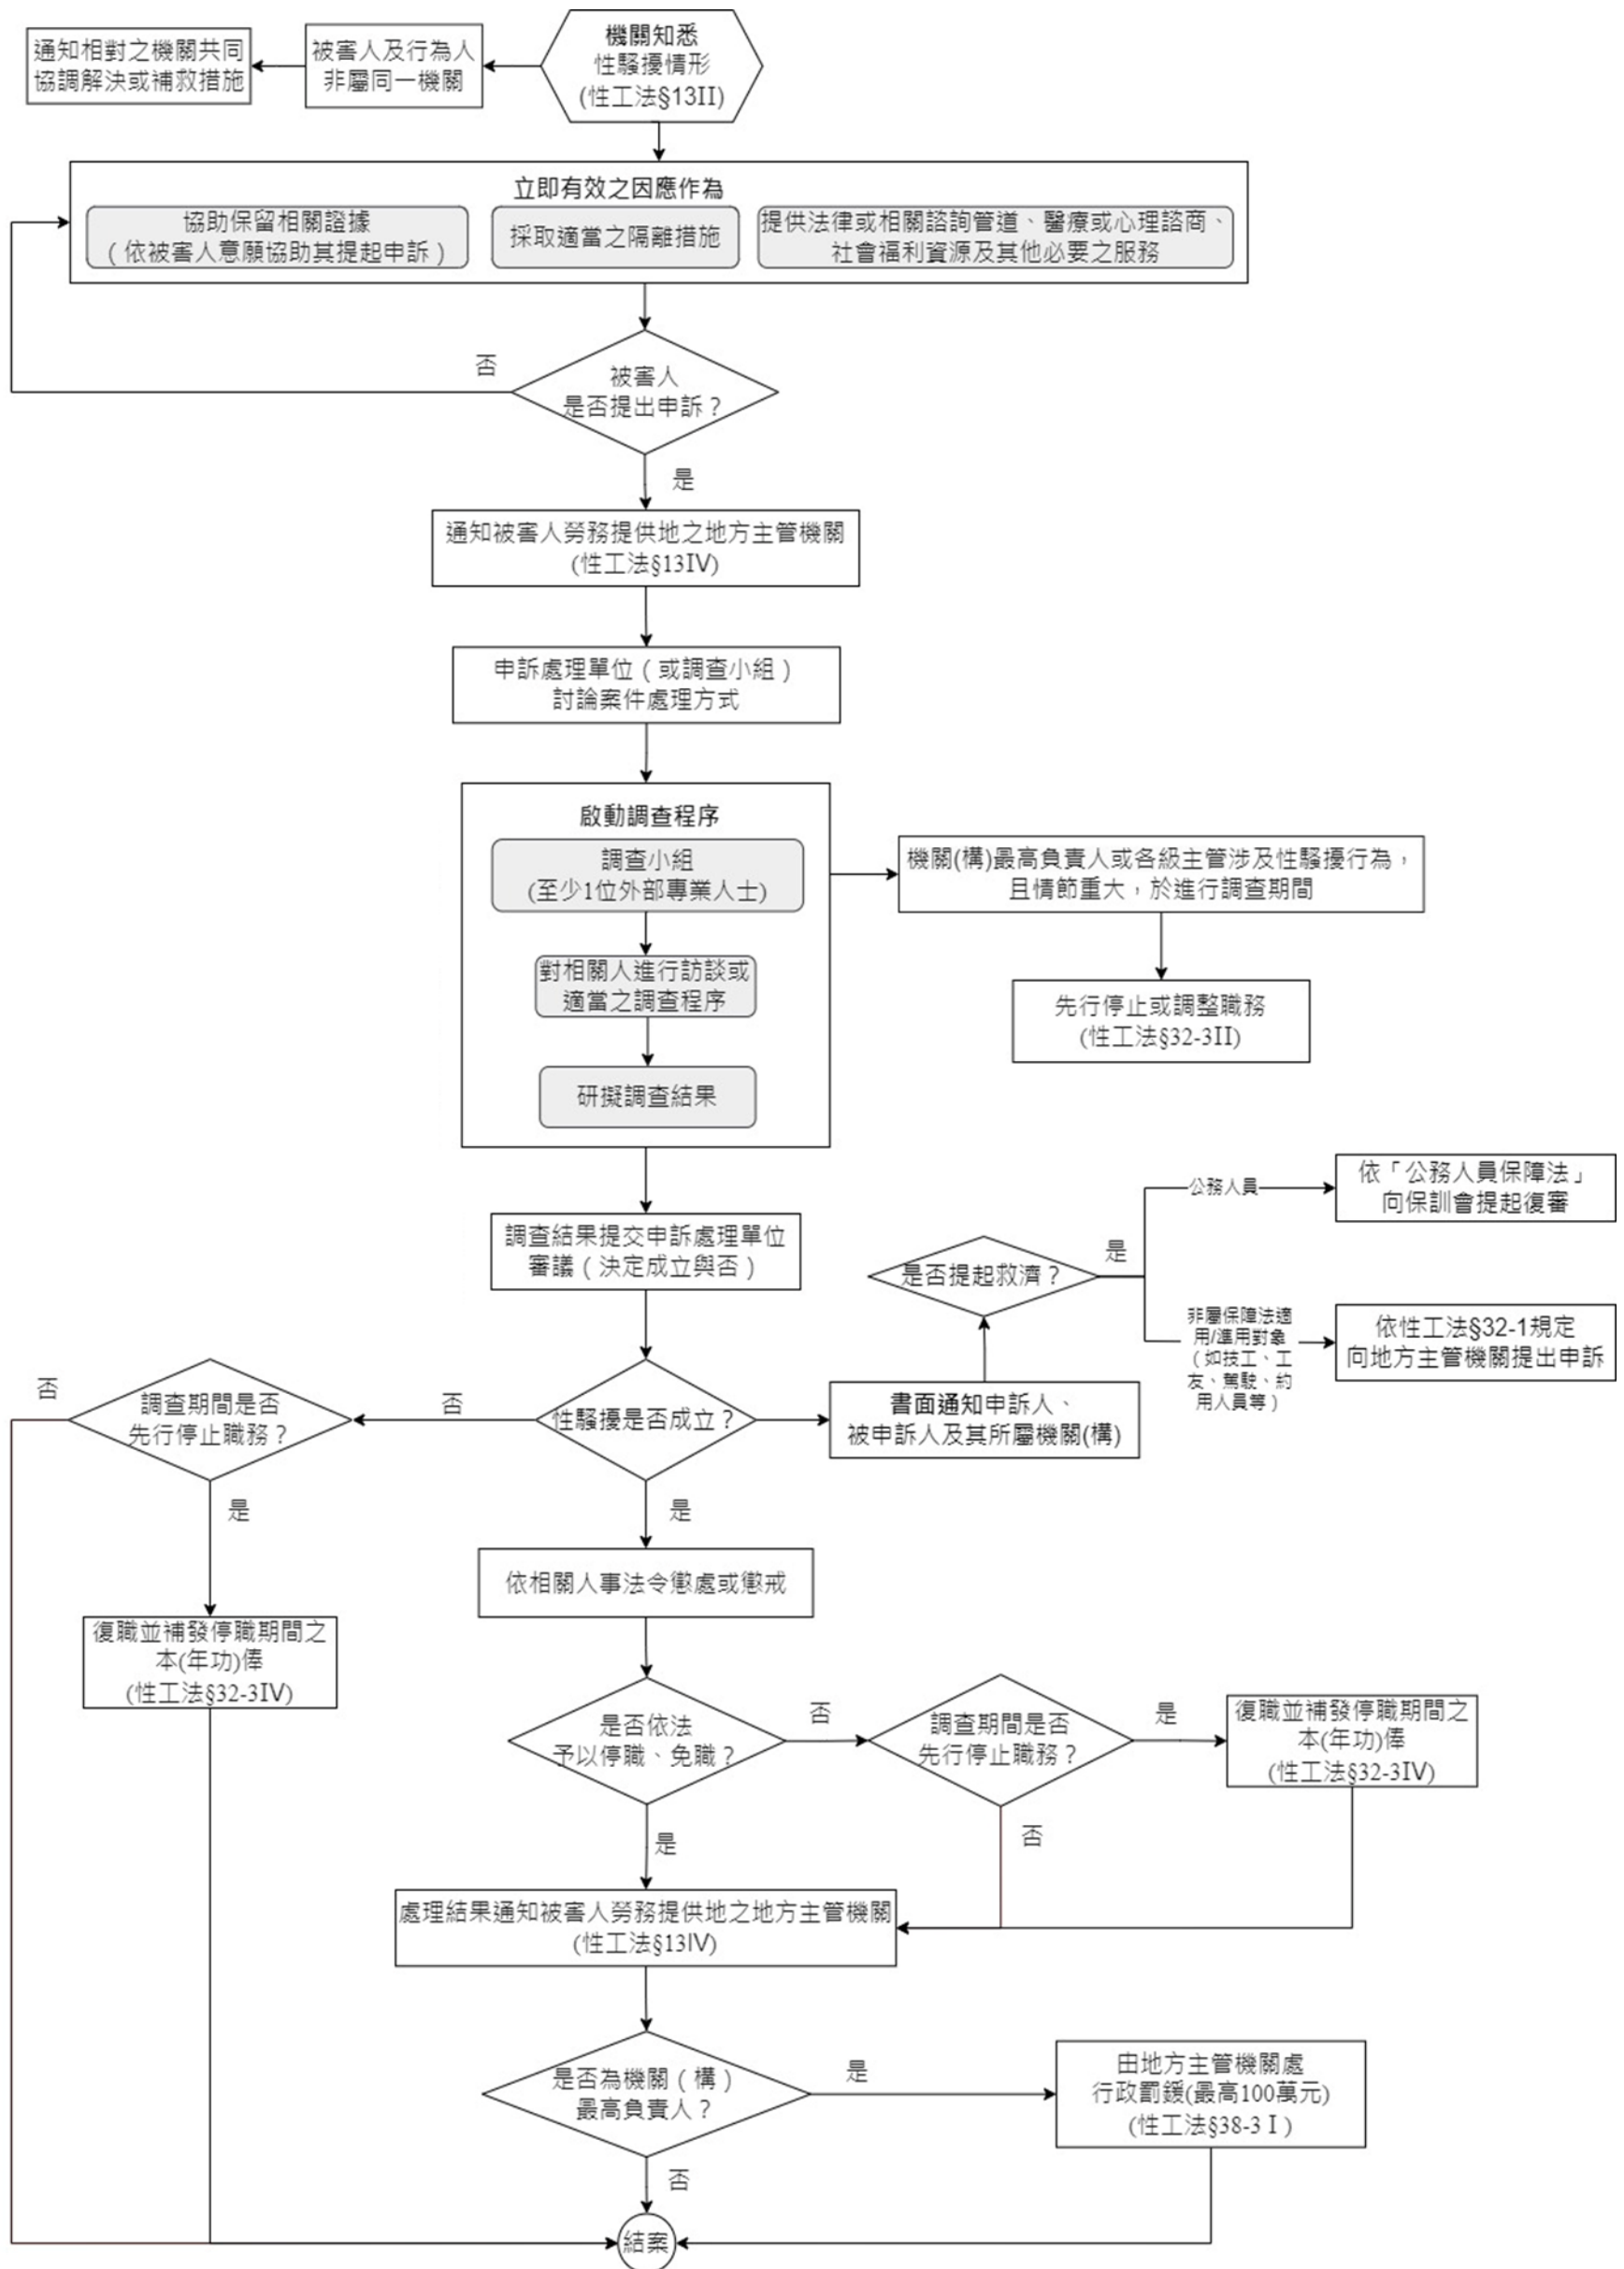 機關知悉
性騷擾情形
(性工法§13II)
被害人及行為人
非屬同一機關
通知相對之機關共同
協調解決或補救措施
立即有效之因應作為
協助保留相關證據
（依被害人意願協助其提起申訴）
採取適當之隔離措施
提供法律或相關諮詢管道、醫療或心理諮商、
社會福利資源及其他必要之服務
被害人
是否提出申訴？
否
是
通知被害人勞務提供地之地方主管機關
(性工法§13IV)
申訴處理單位（或調查小組）
討論案件處理方式
啟動調查程序
調查小組
(至少1位外部專業人士)
對相關人進行訪談或
適當之調查程序
研擬調查結果
機關(構)最高負責人或各級主管涉及性騷擾行為，
且情節重大，於進行調查期間
先行停止或調整職務
(性工法§32-3II)
調查結果提交申訴處理單位
審議（決定成立與否）
性騷擾是否成立？
書面通知申訴人、
被申訴人及其所屬機關(構)
是否提起救濟？
是
公務人員
依「公務人員保障法」
向保訓會提起復審
非屬保障法適
用/準用對象
（如技工、工
友、駕駛、約
用人員等）
依性工法§32-1規定
向地方主管機關提出申訴
否
調查期間是否
先行停止職務？
否
是
復職並補發停職期間之
本(年功)俸
(性工法§32-3IV)
是
依相關人事法令懲處或懲戒
是否依法
予以停職、免職？
否
調查期間是否
先行停止職務？
是
復職並補發停職期間之
本(年功)俸
(性工法§32-3IV)
否
是
處理結果通知被害人勞務提供地之地方主管機關
(性工法§13IV)
是否為機關（構）
最高負責人？
是
由地方主管機關處
行政罰鍰(最高100萬元)
(性工法§38-3 I )
否
結案